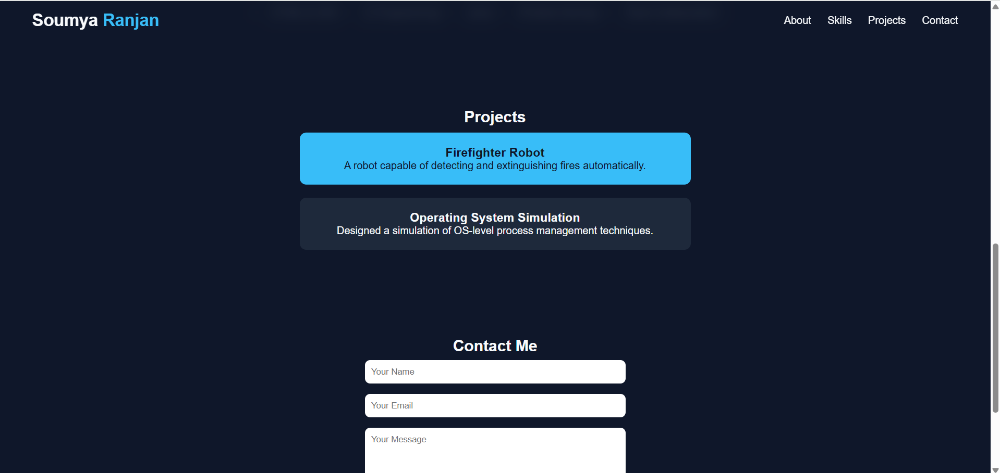 Soumya Ranjan
About Skills Projects Contact
Projects
Firefighter Robot
A robot capable of detecting and extinguishing fires automatically.
Operating System Simulation
Designed a simulation of OS-level process management techniques.
Contact Me
Your Name
Your Email
Your Message